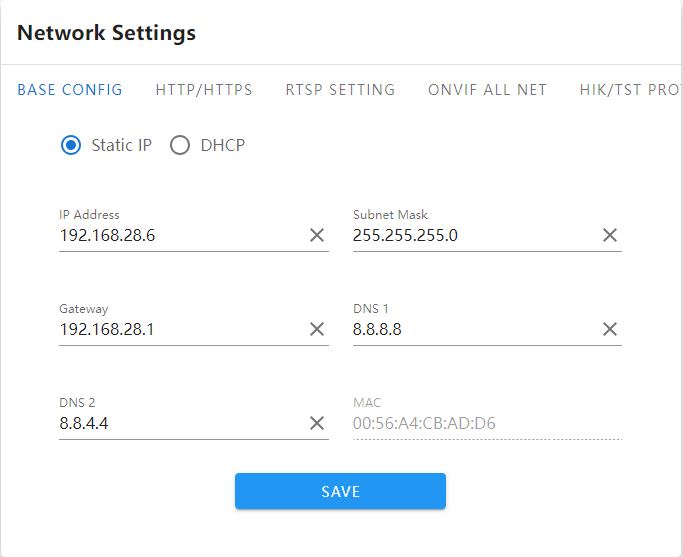 Network Settings
BASE CONFIG HTTP/HTTPS RTSP SETTING ONVIF ALL NET HIK/TST PRO
Static IP DHCP
IP Address Subnet Mask
192.168.28.6 255.255.255.0
Gateway DNS 1
192.168.28.1 8.8.8.8
DNS 2 MAC
8.8.4.4 00:56:A4:CB:AD:D6
SAVE